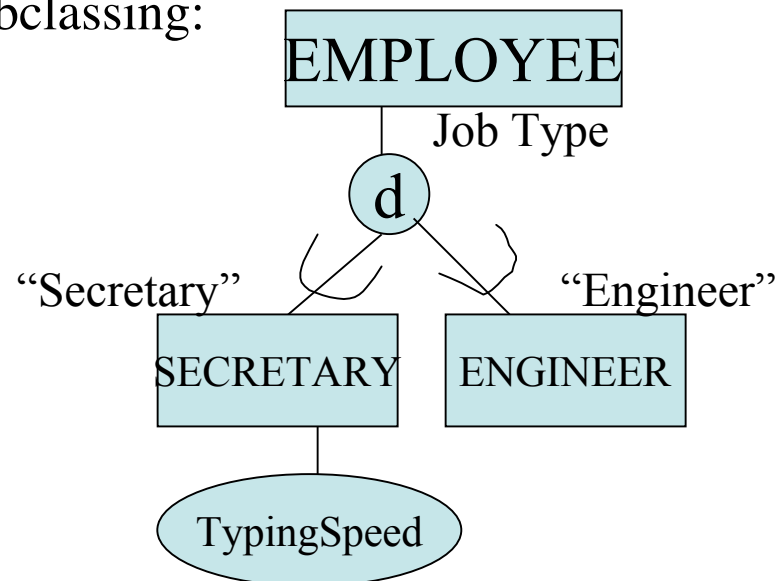 bclassing:
EMPLOYEE
Job Type
d
“Secretary”
“Engineer”
SECRETARY
ENGINEER
TypingSpeed